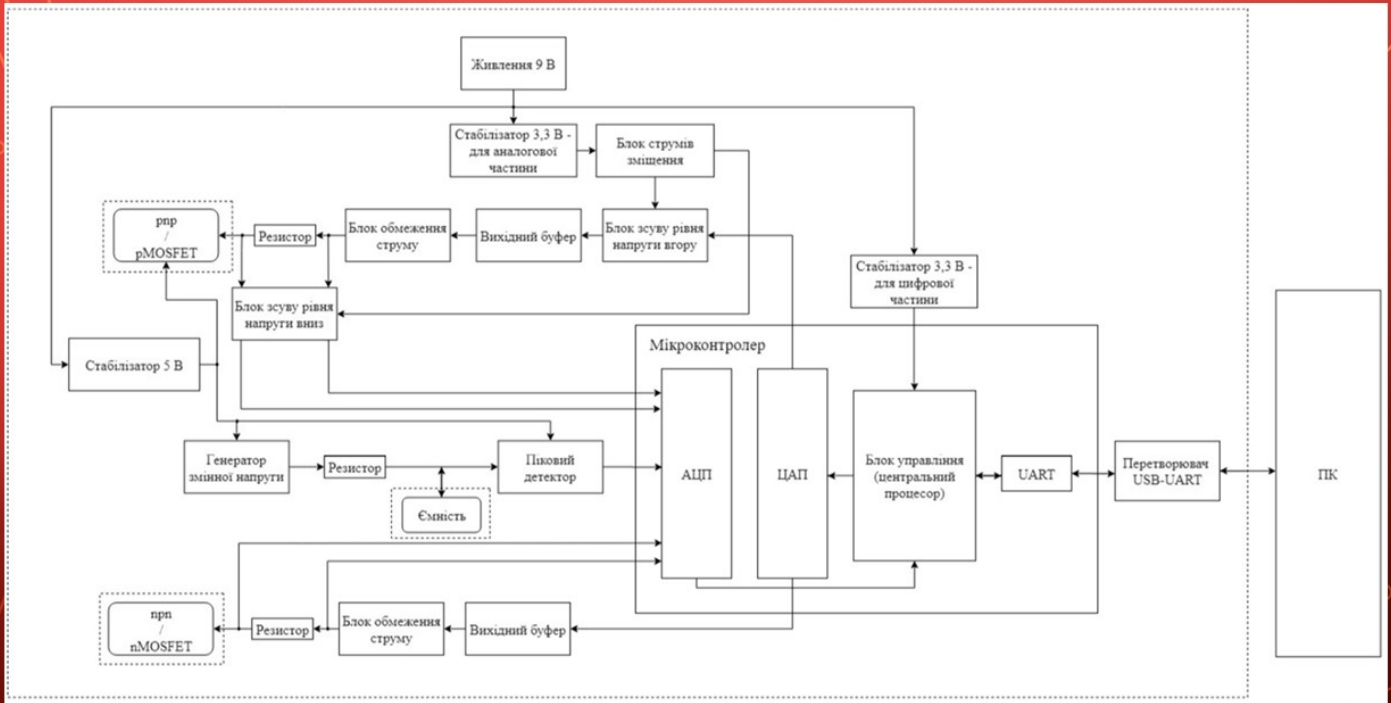 Живлення 9 В
Стабілізатор 3,3 В -
для аналогової
частини
Блок струмів
зміщення
pnp
/
pMOSFET
Резистор
Блок обмеження
струму
Вихідний буфер
Блок зсуву рівня
напруги вгору
Стабілізатор 3,3 В -
для цифрової
частини
Блок зсуву рівня
напруги вниз
Стабілізатор 5 В
Мікроконтролер
Генератор
змінної напруги
Резистор
Піковий
детектор
Ємність
АЦП
ЦАП
Блок управління
(центральний
процесор)
UART
Перетворювач
USB-UART
ПК
npn
/
nMOSFET
Резистор
Блок обмеження
струму
Вихідний буфер